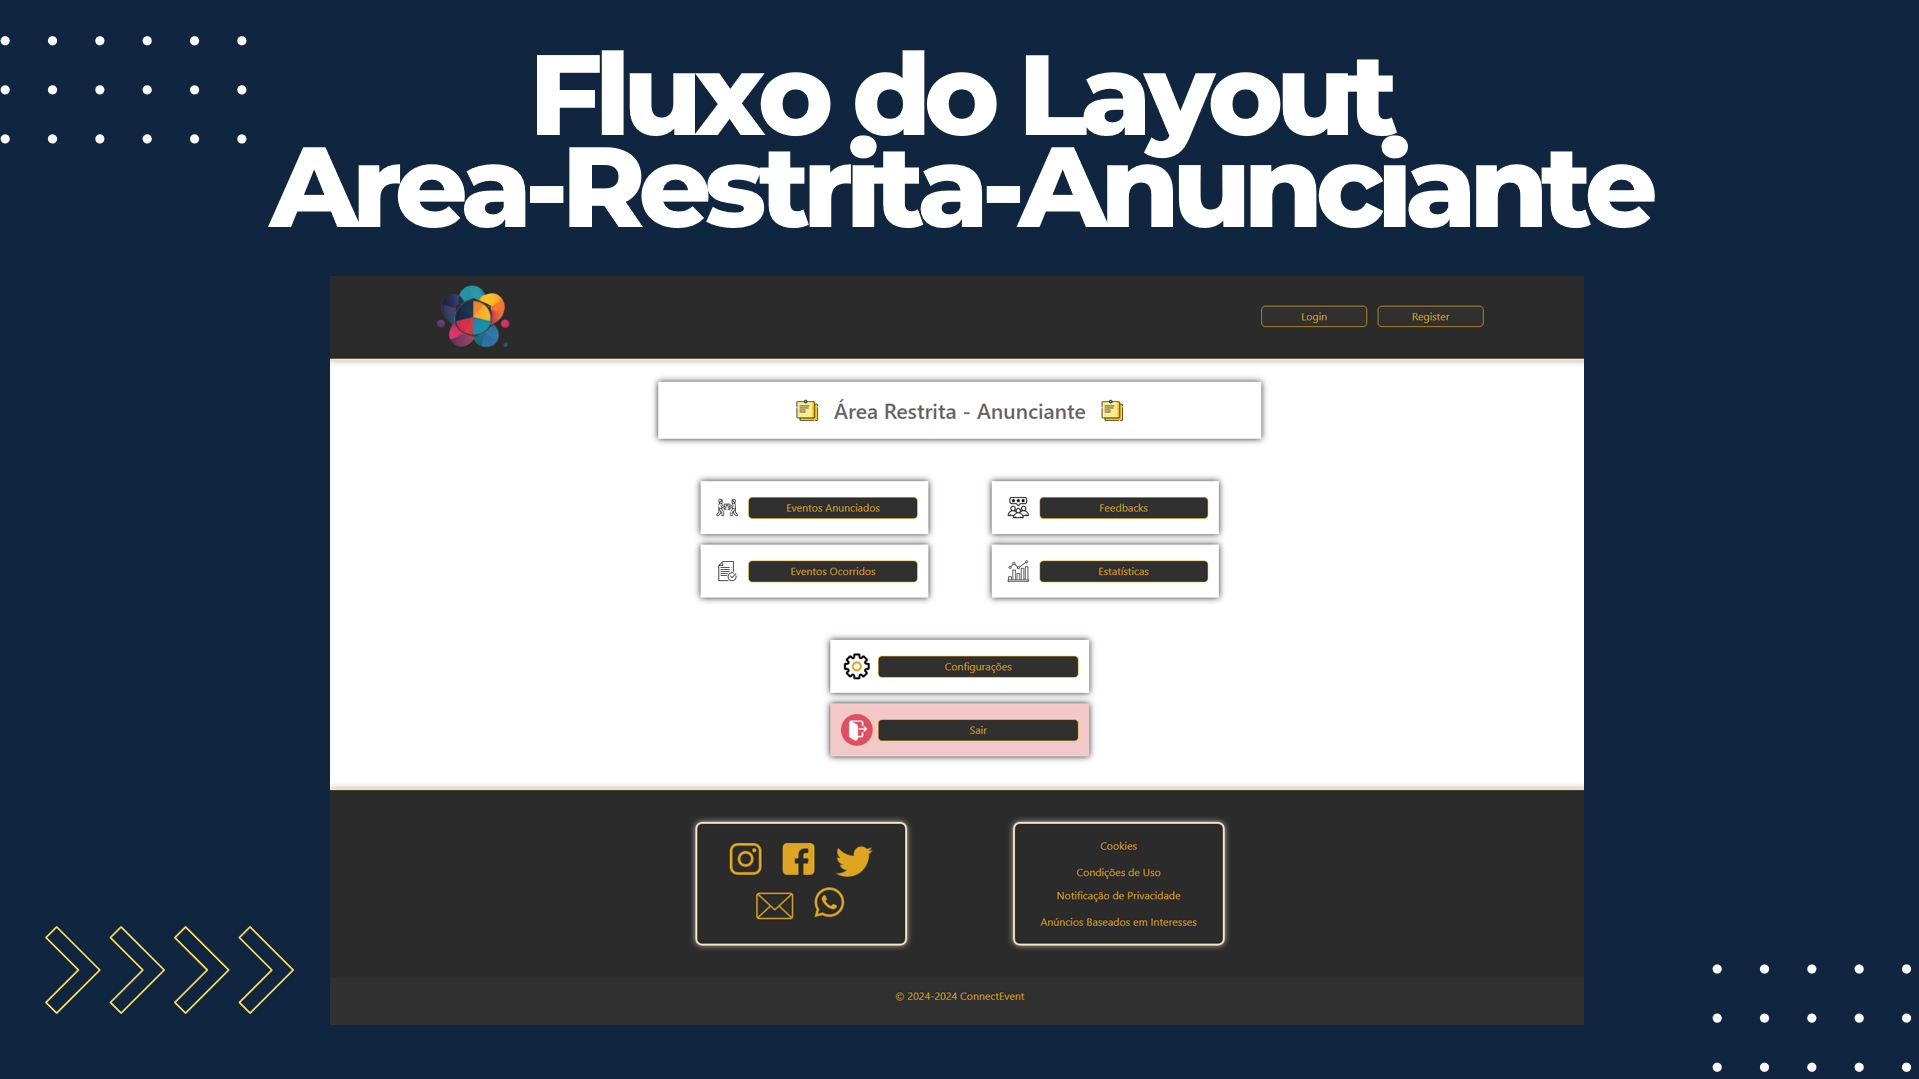 Fluxo do Layout
Area-Restrita-Anunciante
Login
Register
Área Restrita - Anunciante
Eventos Anunciados
Feedbacks
Eventos Ocorridos
Estatísticas
Configurações
Sair
Cookies
Condições de Uso
Notificação de Privacidade
Anúncios Baseados em Interesses
© 2024-2024 ConnectEvent